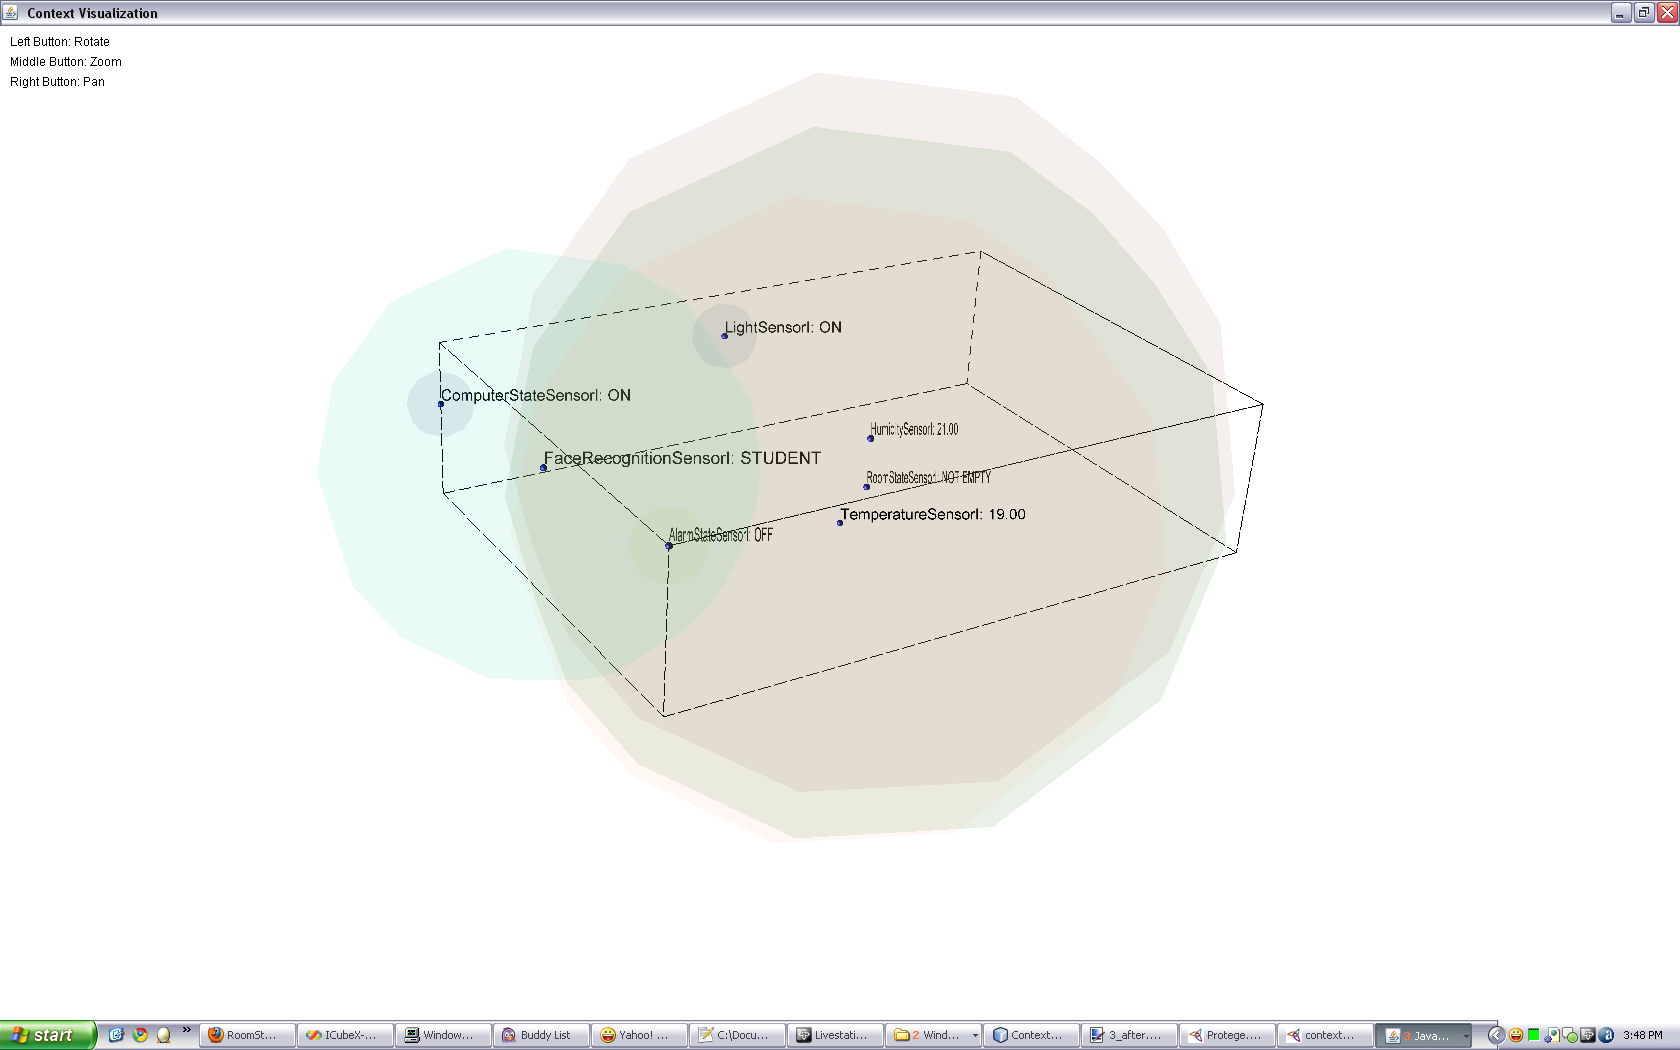 Context Visualization
Left Button: Rotate
Middle Button: Zoom
Right Button: Pan
LightSensorI: ON
ComputerStateSensorI: ON
HumiditySensorI: 21.00
FaceRecognitionSensorI: STUDENT
RoomStateSensorI: NOT EMPTY
TemperatureSensorI: 19.00
AlarmStateSensorI: OFF
start
»
RoomSt...
ICubeX-...
Window...
Buddy List
Yahoo! ...
C:\Docu...
Livestati...
2 Wind...
Context...
3_after....
Protege....
context...
3 Java...
3:48 PM